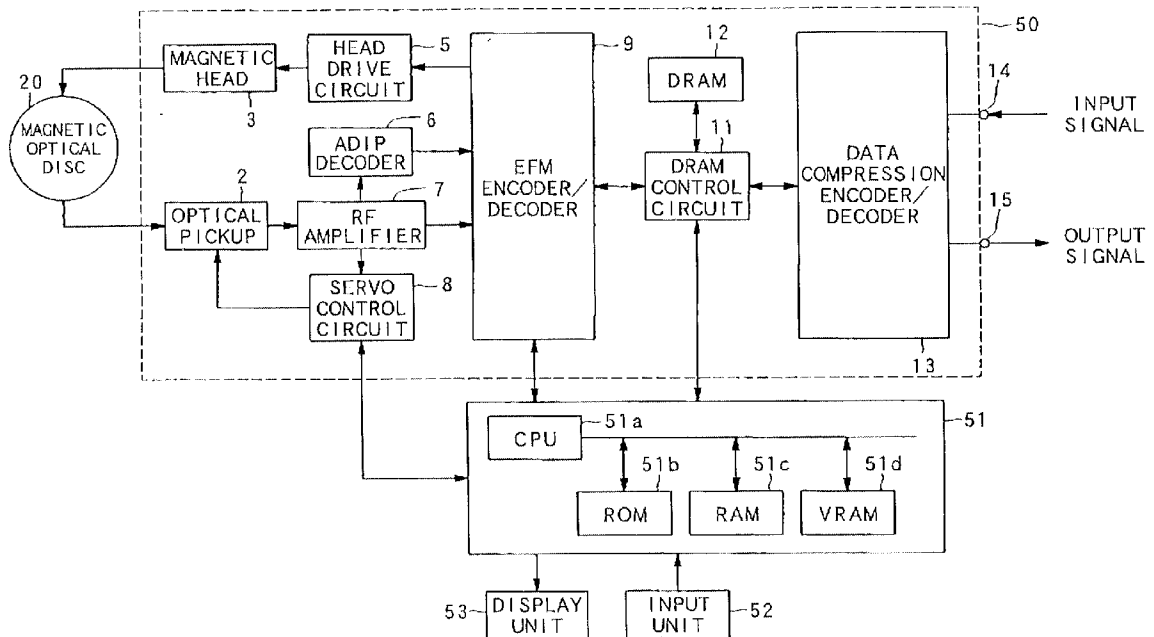 50
5
9
12
HEAD
DRIVE
CIRCUIT
MAGNETIC
HEAD
3
DRAM
14
INPUT
SIGNAL
20
MAGNETIC
OPTICAL
DISC
6
ADIP
DECODER
11
DRAM
CONTROL
CIRCUIT
EFM
ENCODER/
DECODER
DATA
COMPRESSION
ENCODER/
DECODER
2
OPTICAL
PICKUP
7
RF
AMPLIFIER
15
OUTPUT
SIGNAL
8
SERVO
CONTROL
CIRCUIT
13
51
CPU
51a
51b
51c
51d
ROM
RAM
VRAM
53
DISPLAY
UNIT
INPUT
UNIT
52